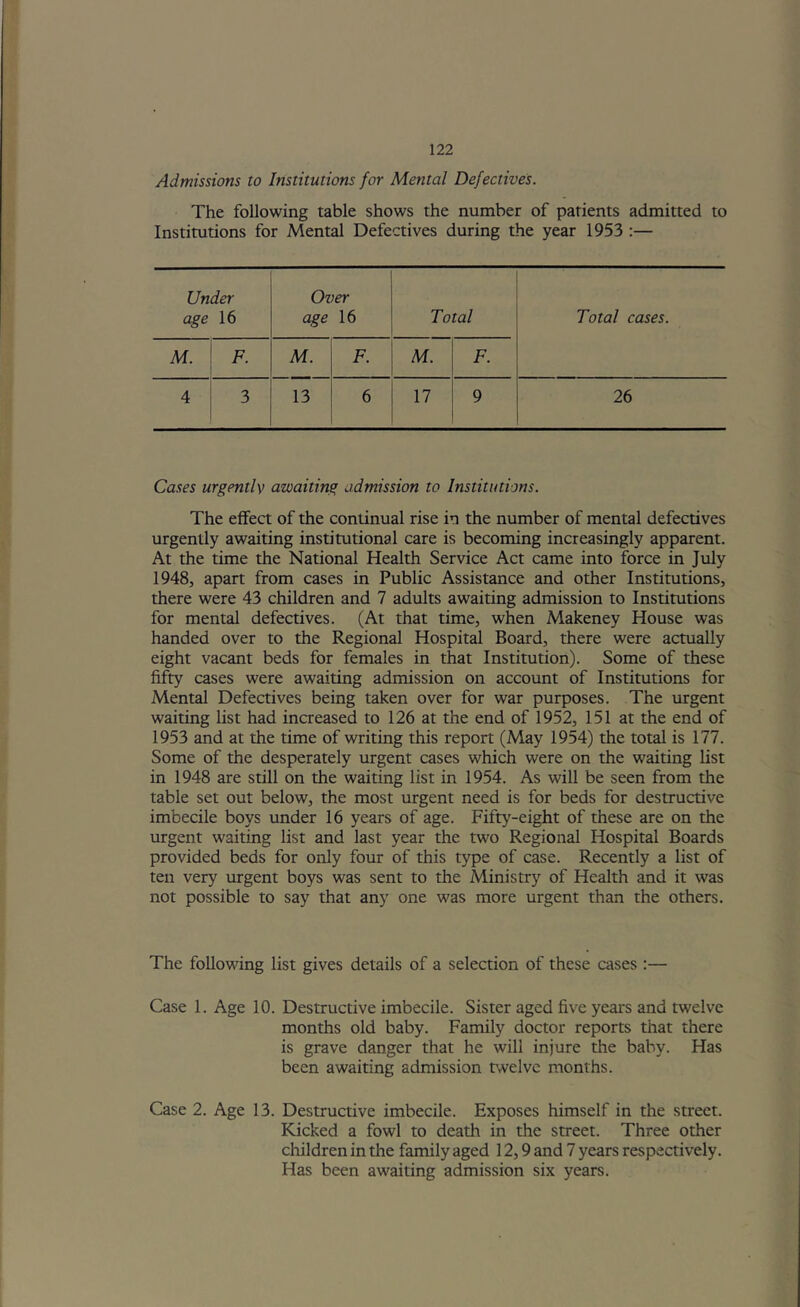 122
Admissions to Institutions for Mental Defectives.
The following table shows the number of patients admitted to
Institutions for Mental Defectives during the year 1953 :—
Under age 16 Over age 16 Total Total cases.
M. F. M. F. M. F.
4 3 13 6 17 9 26
Cases urgently awaiting admission to Institutions.
The effect of the continual rise in the number of mental defectives
urgently awaiting institutional care is becoming increasingly apparent.
At the time the National Health Service Act came into force in July
1948, apart from cases in Public Assistance and other Institutions,
there were 43 children and 7 adults awaiting admission to Institutions
for mental defectives. (At that time, when Makeney House was
handed over to the Regional Hospital Board, there were actually
eight vacant beds for females in that Institution). Some of these
fifty cases were awaiting admission on account of Institutions for
Mental Defectives being taken over for war purposes. The urgent
waiting list had increased to 126 at the end of 1952, 151 at the end of
1953 and at the time of writing this report (May 1954) the total is 177.
Some of the desperately urgent cases which were on the waiting list
in 1948 are still on the waiting list in 1954. As will be seen from the
table set out below, the most urgent need is for beds for destructive
imbecile boys under 16 years of age. Fifty-eight of these are on the
urgent waiting list and last year the two Regional Hospital Boards
provided beds for only four of this type of case. Recently a list of
ten very urgent boys was sent to the Ministry of Health and it was
not possible to say that any one was more urgent than the others.
The following list gives details of a selection of these cases :—
Case 1. Age 10. Destructive imbecile. Sister aged five years and twelve
months old baby. Family doctor reports that there
is grave danger that he will injure the baby. Has
been awaiting admission twelve months.
Case 2. Age 13. Destructive imbecile. Exposes himself in the street.
Kicked a fowl to death in the street. Three other
children in the family aged 12, 9 and 7 years respectively.
Has been awaiting admission six years.